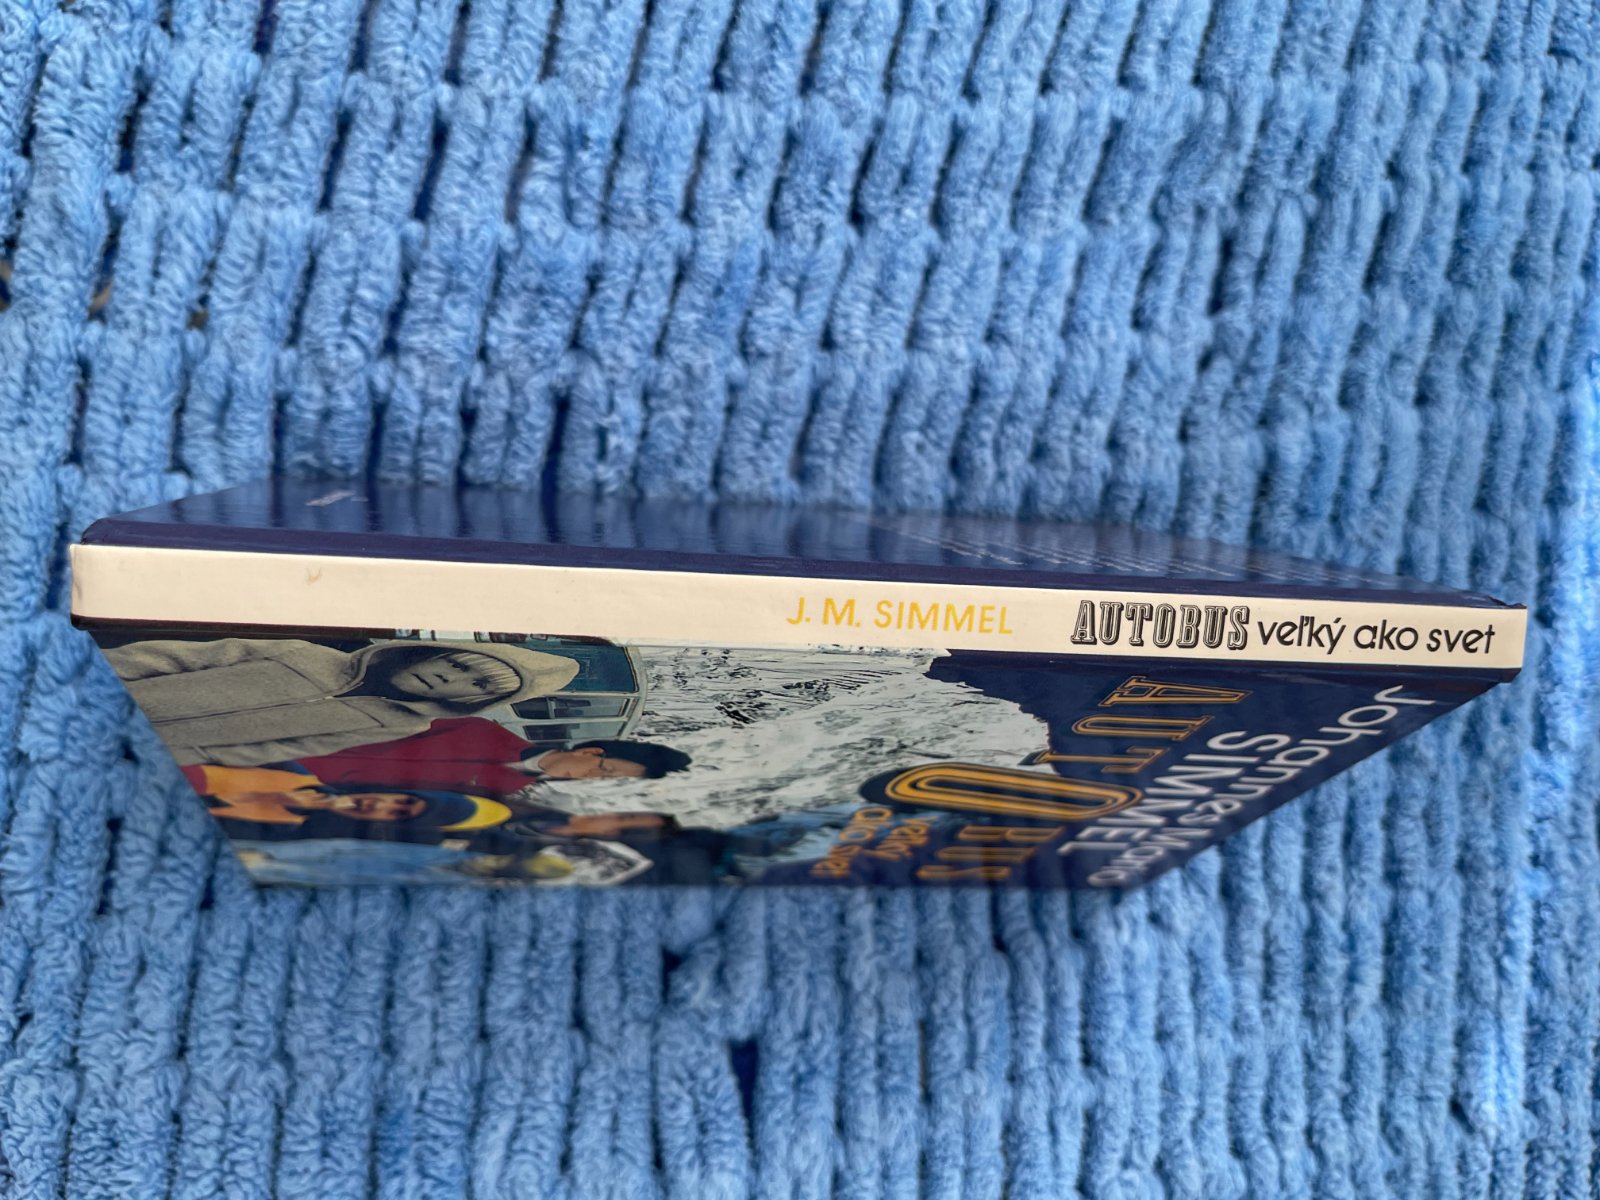 J. M. SIMMEL AUTOBUS veľký ako svet
Johannes Mario
SIMMEL
AUTOBUS
veľký
ako svet